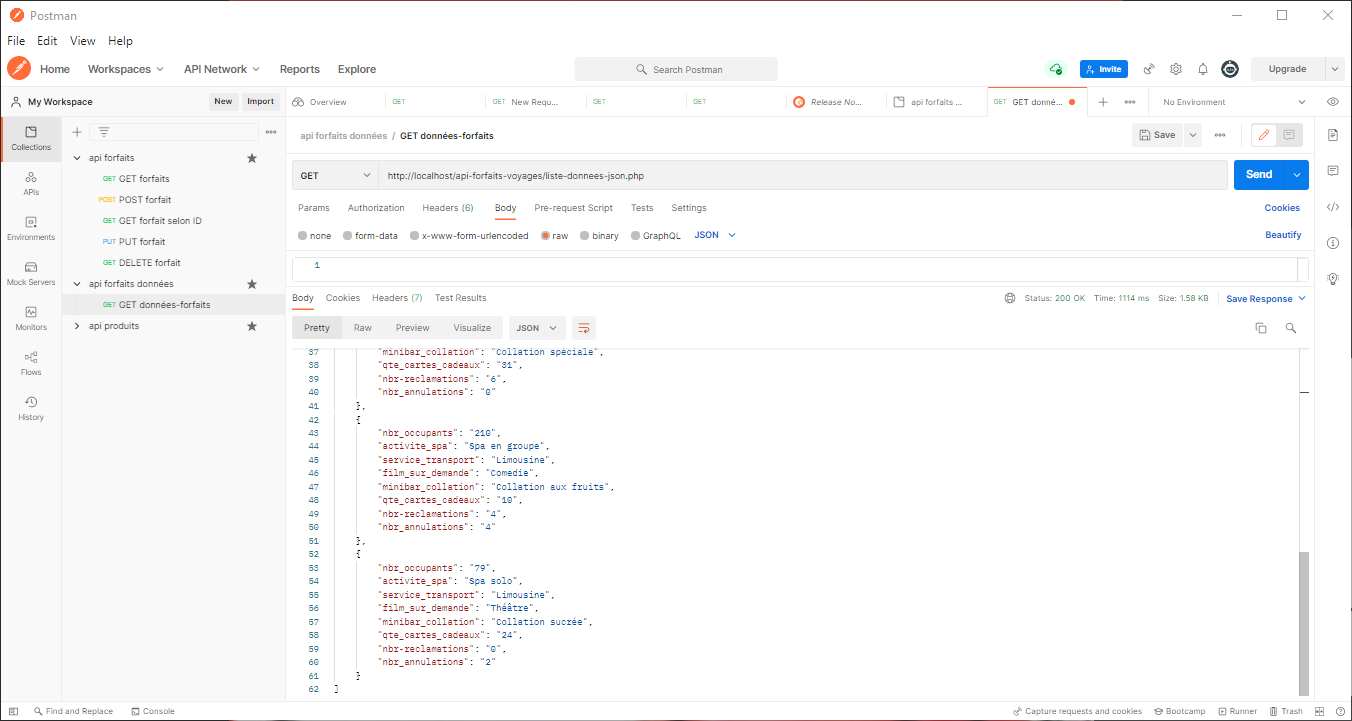 Postman
File Edit View Help
Home Workspaces API Network Reports Explore Search Postman Invite Upgrade
My Workspace New Import Overview GET GET New Requ... GET GET Release No... api forfaits ... GET GET donné... No Environment
api forfaits données / GET données-forfaits Save
Collections
APIs
Environments
Mock Servers
Monitors
Flows
History
api forfaits
GET GET forfaits
POST POST forfait
GET GET forfait selon ID
PUT PUT forfait
DEL DELETE forfait
api forfaits données
GET GET données-forfaits
api produits
GET http://localhost/api-forfaits-voyages/liste-donnees-json.php Send
Params Authorization Headers (6) Body Pre-request Script Tests Settings Cookies
none form-data x-www-form-urlencoded raw binary GraphQL JSON Beautify
1
Body Cookies Headers (7) Test Results Status: 200 OK Time: 1114 ms Size: 1.58 KB Save Response
Pretty Raw Preview Visualize JSON
37 "minibar_collation": "Collation spéciale",
38 "qte_cartes_cadeaux": "31",
39 "nbr-reclamations": "6",
40 "nbr_annulations": "0"
41 },
42 {
43 "nbr_occupants": "210",
44 "activite_spa": "Spa en groupe",
45 "service_transport": "Limousine",
46 "film_sur_demande": "Comedie",
47 "minibar_collation": "Collation aux fruits",
48 "qte_cartes_cadeaux": "10",
49 "nbr-reclamations": "4",
50 "nbr_annulations": "4"
51 },
52 {
53 "nbr_occupants": "79",
54 "activite_spa": "Spa solo",
55 "service_transport": "Limousine",
56 "film_sur_demande": "Théâtre",
57 "minibar_collation": "Collation sucrée",
58 "qte_cartes_cadeaux": "24",
59 "nbr-reclamations": "0",
60 "nbr_annulations": "2"
61 }
62 ]
Find and Replace Console Capture requests and cookies Bootcamp Runner Trash